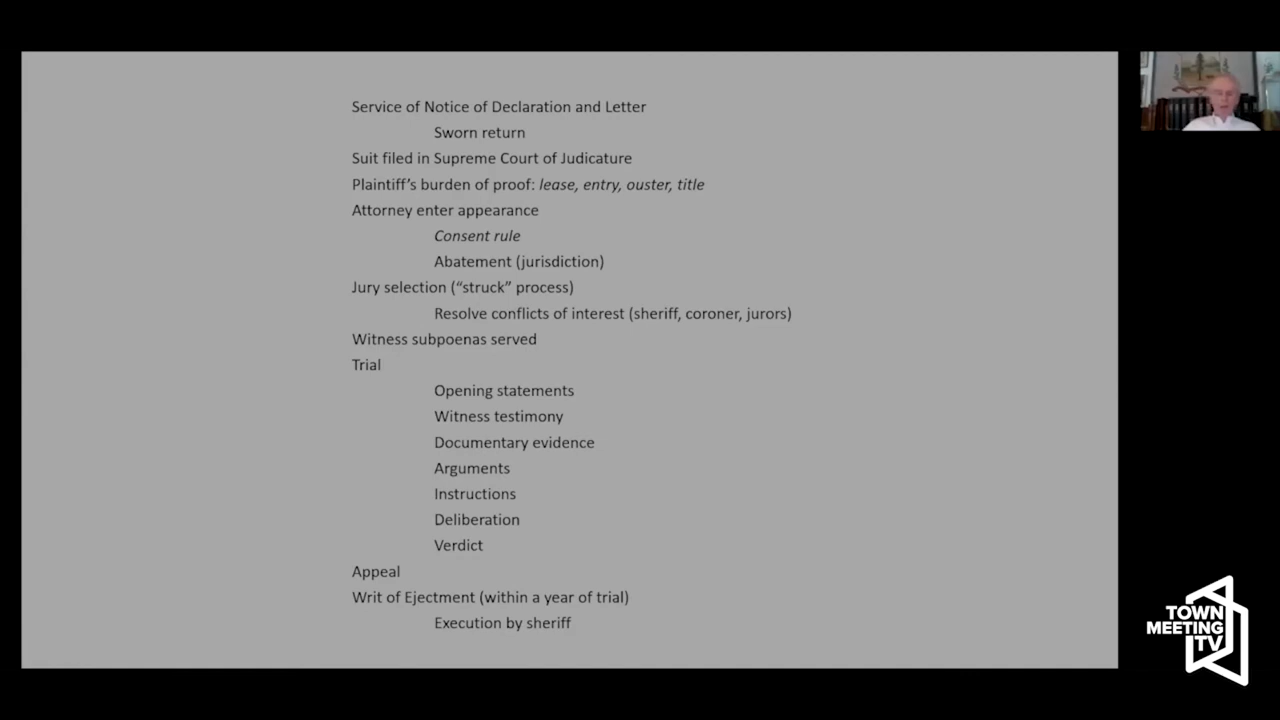 Service of Notice of Declaration and Letter
Sworn return
Suit filed in Supreme Court of Judicature
Plaintiff’s burden of proof: lease, entry, ouster, title
Attorney enter appearance
Consent rule
Abatement (jurisdiction)
Jury selection (“struck” process)
Resolve conflicts of interest (sheriff, coroner, jurors)
Witness subpoenas served
Trial
Opening statements
Witness testimony
Documentary evidence
Arguments
Instructions
Deliberation
Verdict
Appeal
Writ of Ejectment (within a year of trial)
Execution by sheriff
TOWN
MEETING
TV